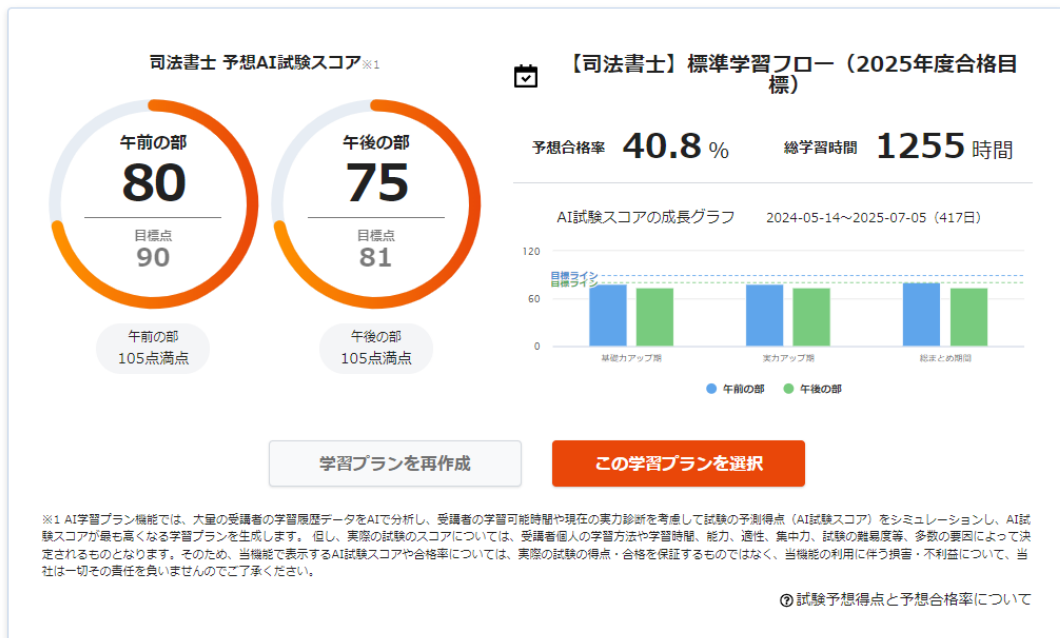 司法書士 予想AI試験スコア※1
午前の部
80
目標点
90
午前の部
105点満点
午後の部
75
目標点
81
午後の部
105点満点
【司法書士】標準学習フロー（2025年度合格目
標）
予想合格率 40.8 % 総学習時間 1255 時間
AI試験スコアの成長グラフ 2024-05-14～2025-07-05（417日）
120
目標ライン
目標ライン
60
0
基礎力アップ期 実力アップ期 総まとめ期間
午前の部 午後の部
学習プランを再作成 この学習プランを選択
※1 AI学習プラン機能では、大量の受講者の学習履歴データをAIで分析し、受講者の学習可能時間や現在の実力診断を考慮して試験の予測得点（AI試験スコア）をシミュレーションし、AI試
験スコアが最も高くなる学習プランを生成します。 但し、実際の試験のスコアについては、受講者個人の学習方法や学習時間、能力、適性、集中力、試験の難易度等、多数の要因によって決
定されるものとなります。そのため、当機能で表示するAI試験スコアや合格率については、実際の試験の得点・合格を保証するものではなく、当機能の利用に伴う損害・不利益について、当
社は一切その責任を負いませんのでご了承ください。
?試験予想得点と予想合格率について